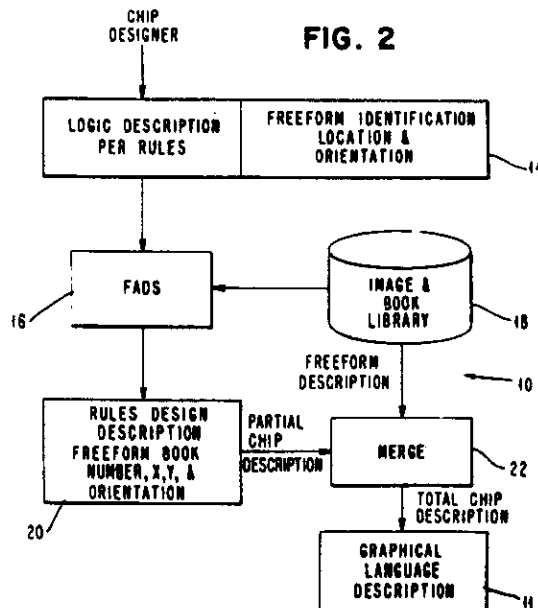 CHIP
DESIGNER
FIG. 2
LOGIC DESCRIPTION
PER RULES
FREEFORM IDENTIFICATION
LOCATION &
ORIENTATION
14
FADS
16
IMAGE &
BOOK
LIBRARY
18
FREEFORM
DESCRIPTION
10
RULES DESIGN
DESCRIPTION
FREEFORM BOOK
NUMBER, X, Y, &
ORIENTATION
20
PARTIAL
CHIP
DESCRIPTION
MERGE
22
TOTAL CHIP
DESCRIPTION
GRAPHICAL
LANGUAGE
DESCRIPTION
11